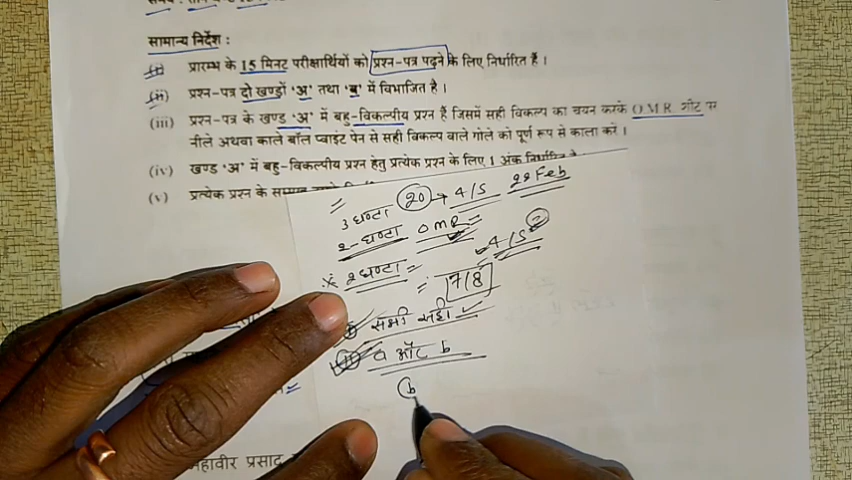 सामान्य निर्देश :
(i) प्रारम्भ के 15 मिनट परीक्षार्थियों को प्रश्न-पत्र पढ़ने के लिए निर्धारित हैं ।
(ii) प्रश्न-पत्र दो खण्डों 'अ' तथा 'ब' में विभाजित है ।
(iii) प्रश्न-पत्र के खण्ड 'अ' में बहु-विकल्पीय प्रश्न हैं जिसमें सही विकल्प का चयन करके O.M.R. शीट पर
नीले अथवा काले बॉल प्वाइंट पेन से सही विकल्प वाले गोले को पूर्ण रूप से काला करें ।
(iv) खण्ड 'अ' में बहु-विकल्पीय प्रश्न हेतु प्रत्येक प्रश्न के लिए 1 अंक निर्धारित है
(v) प्रत्येक प्रश्न के सम्मुख
3 घण्टा 20 → 4/5 22 Feb
2-घण्टा OMR
4/5 2
2 घण्टा = 7/8
सभी सही
a और b
b
महावीर प्रसाद